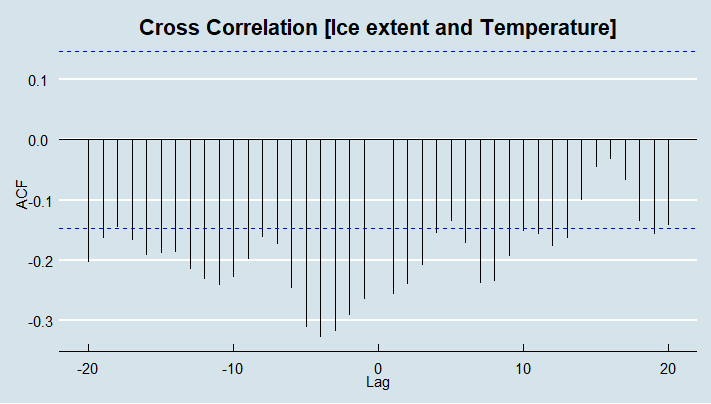 Cross Correlation [Ice extent and Temperature]
0.1
0.0
-0.1
-0.2
-0.3
ACF
-20 -10 0 10 20
Lag